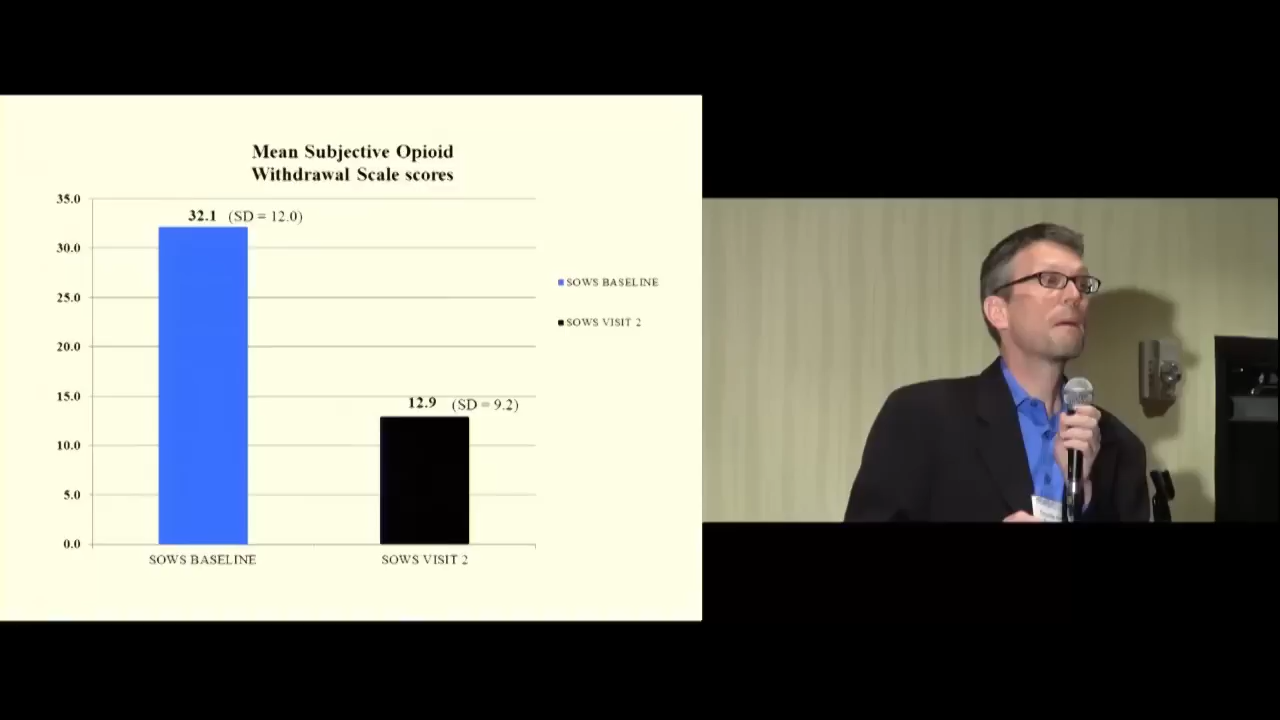 Mean Subjective Opioid
Withdrawal Scale scores
35.0
30.0
25.0
20.0
15.0
10.0
5.0
0.0
32.1 (SD = 12.0)
12.9 (SD = 9.2)
SOWS BASELINE
SOWS VISIT 2
SOWS BASELINE
SOWS VISIT 2